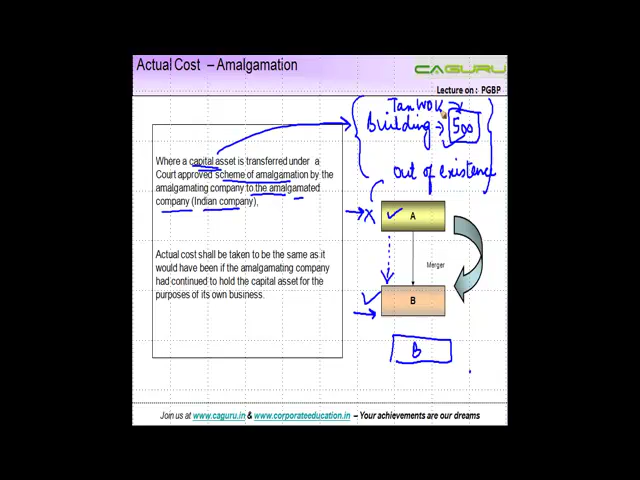 Actual Cost – Amalgamation
CAGURU
Lecture on : PGBP
Tax WDV
Building → 500
out of existence
Where a capital asset is transferred under a
Court approved scheme of amalgamation by the
amalgamating company to the amalgamated
company (Indian company),
X
A
Merger
Actual cost shall be taken to be the same as it
would have been if the amalgamating company
had continued to hold the capital asset for the
purposes of its own business.
B
B
Join us at www.caguru.in & www.corporateeducation.in – Your achievements are our dreams